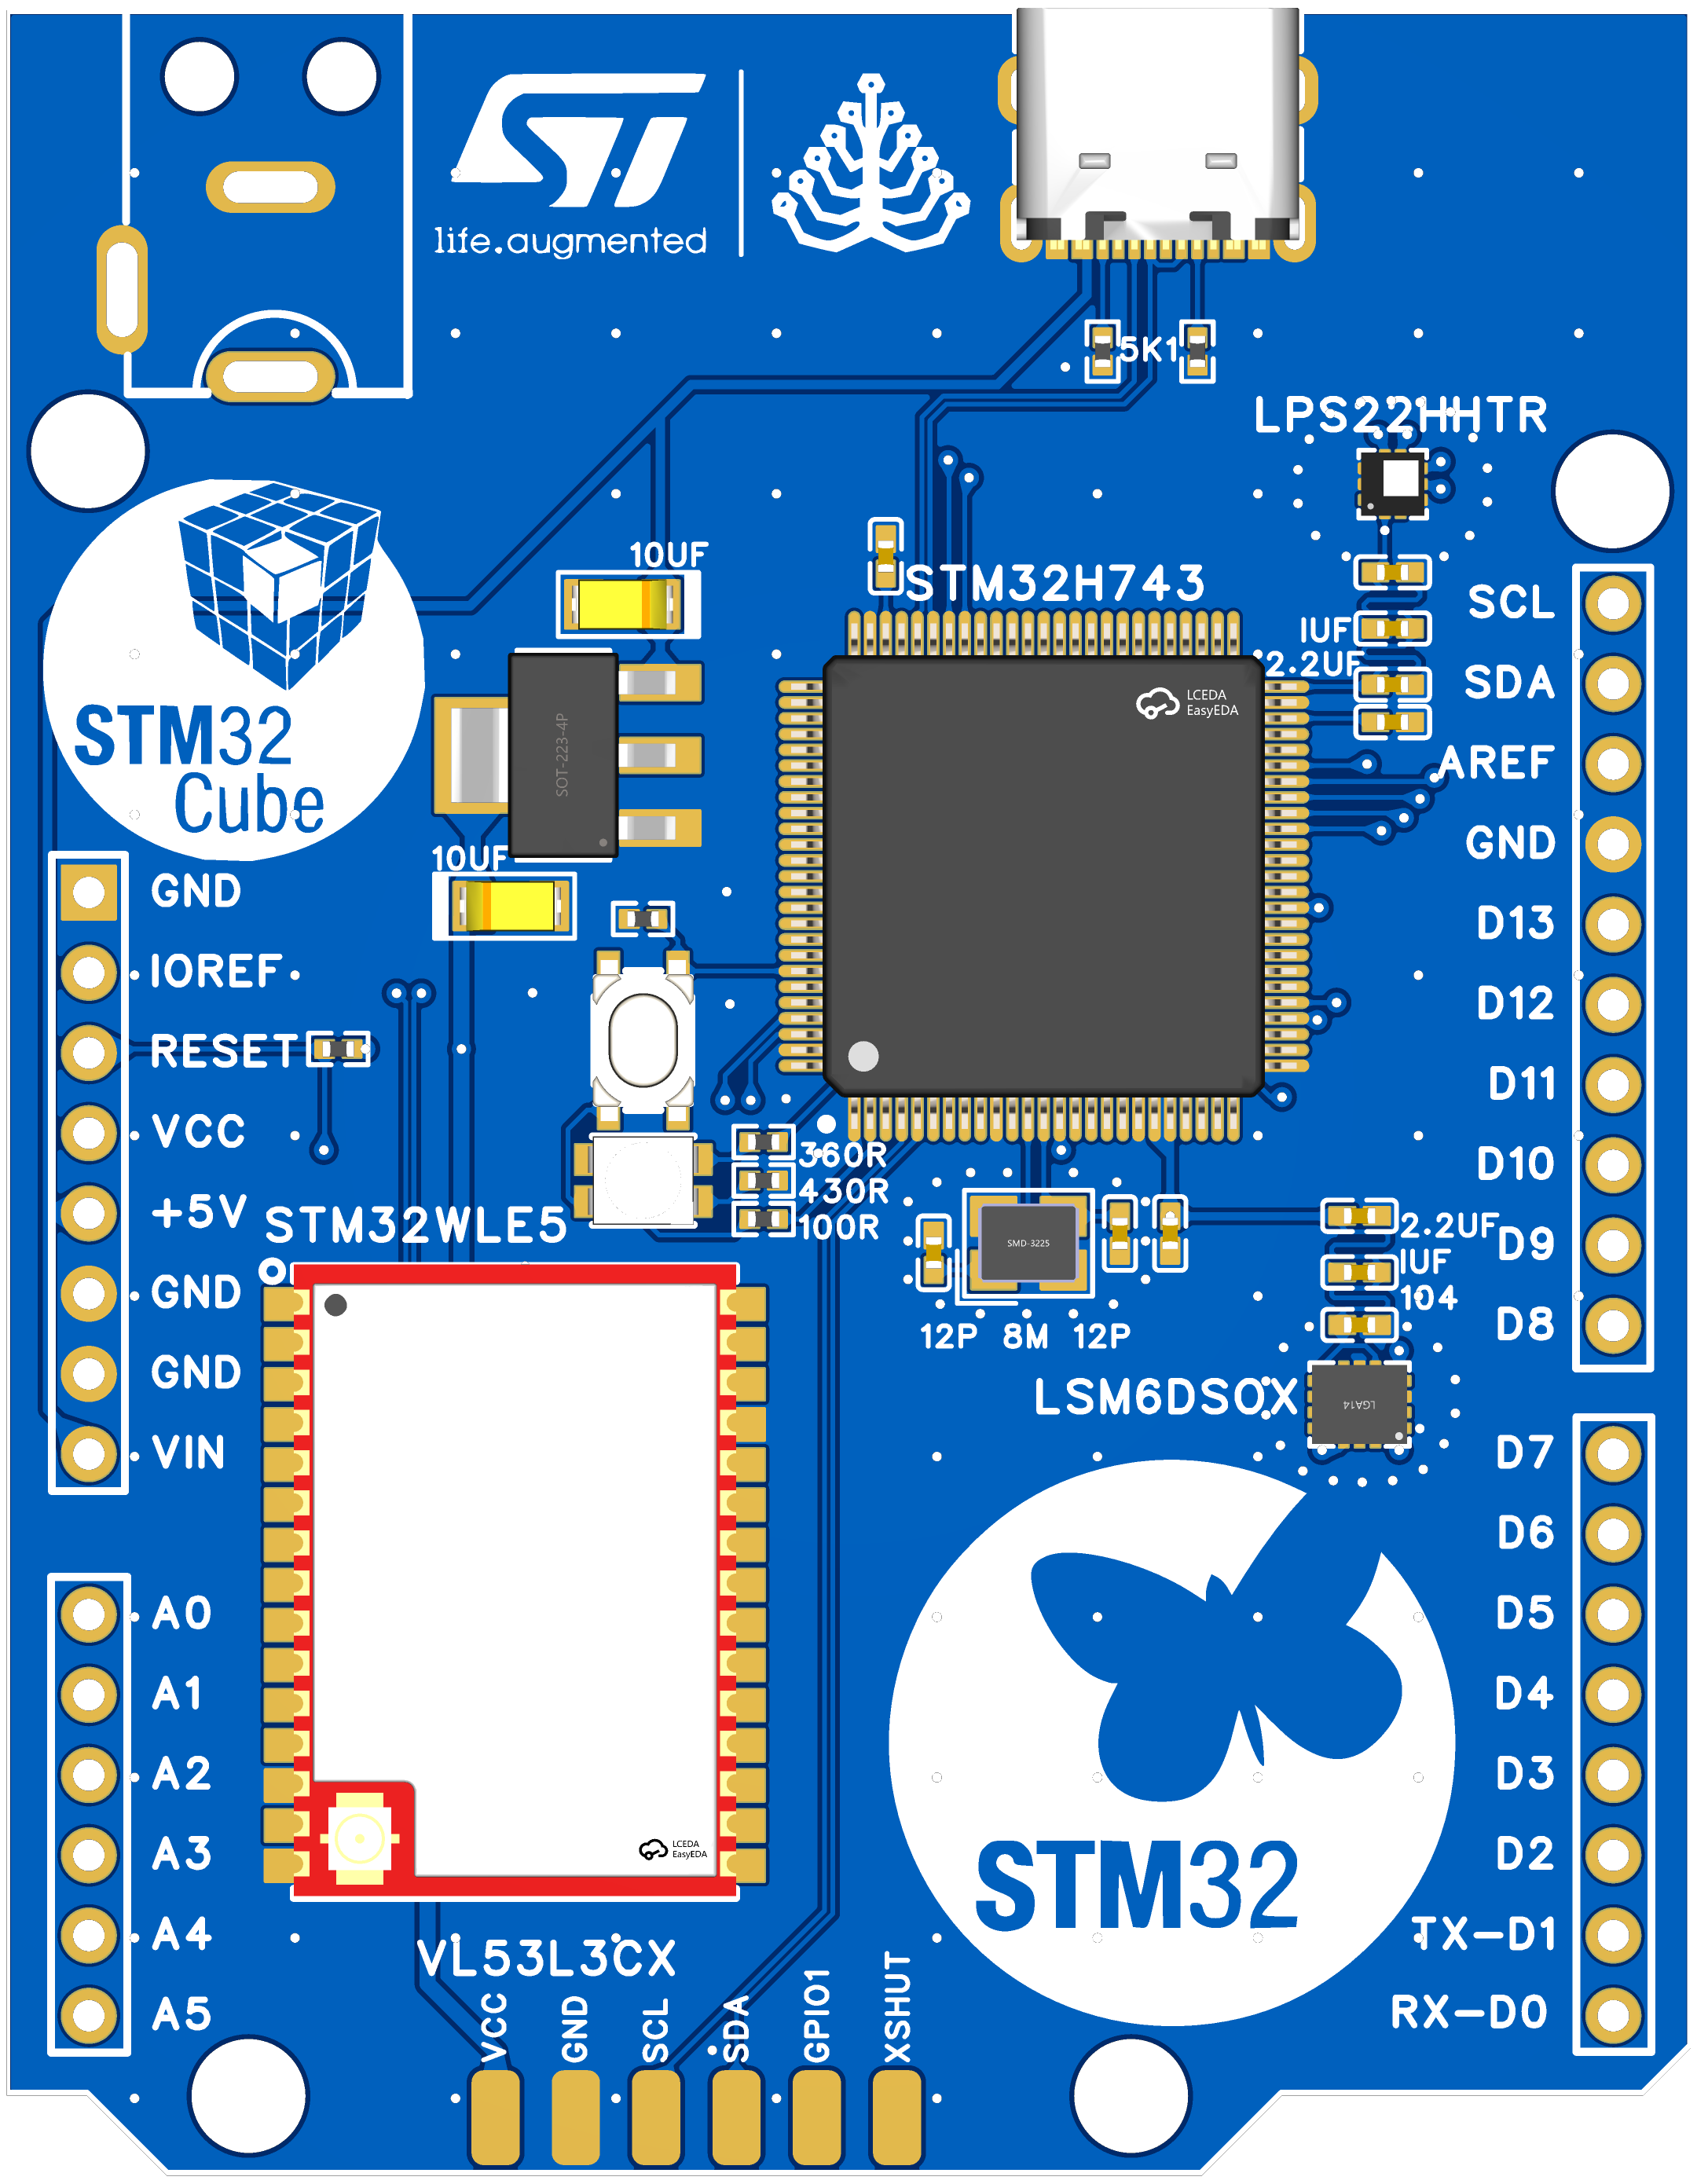 ST
life.augmented
5K1
LPS22HHTR
10UF
STM32H743
SCL
1UF
2.2UF
SDA
LCEDA
EasyEDA
SOT-223-4P
STM32
Cube
AREF
GND
10UF
GND
D13
IOREF
D12
RESET
D11
VCC
360R
430R
100R
D10
+5V
STM32WLE5
SMD-3225
2.2UF
D9
1UF
104
GND
12P 8M 12P
D8
GND
LSM6DSOX
LGA14
VIN
D7
D6
A0
D5
A1
D4
A2
D3
A3
LCEDA
EasyEDA
STM32
D2
A4
TX-D1
VL53L3CX
A5
RX-D0
VCC
GND
SCL
SDA
GPIO1
XSHUT